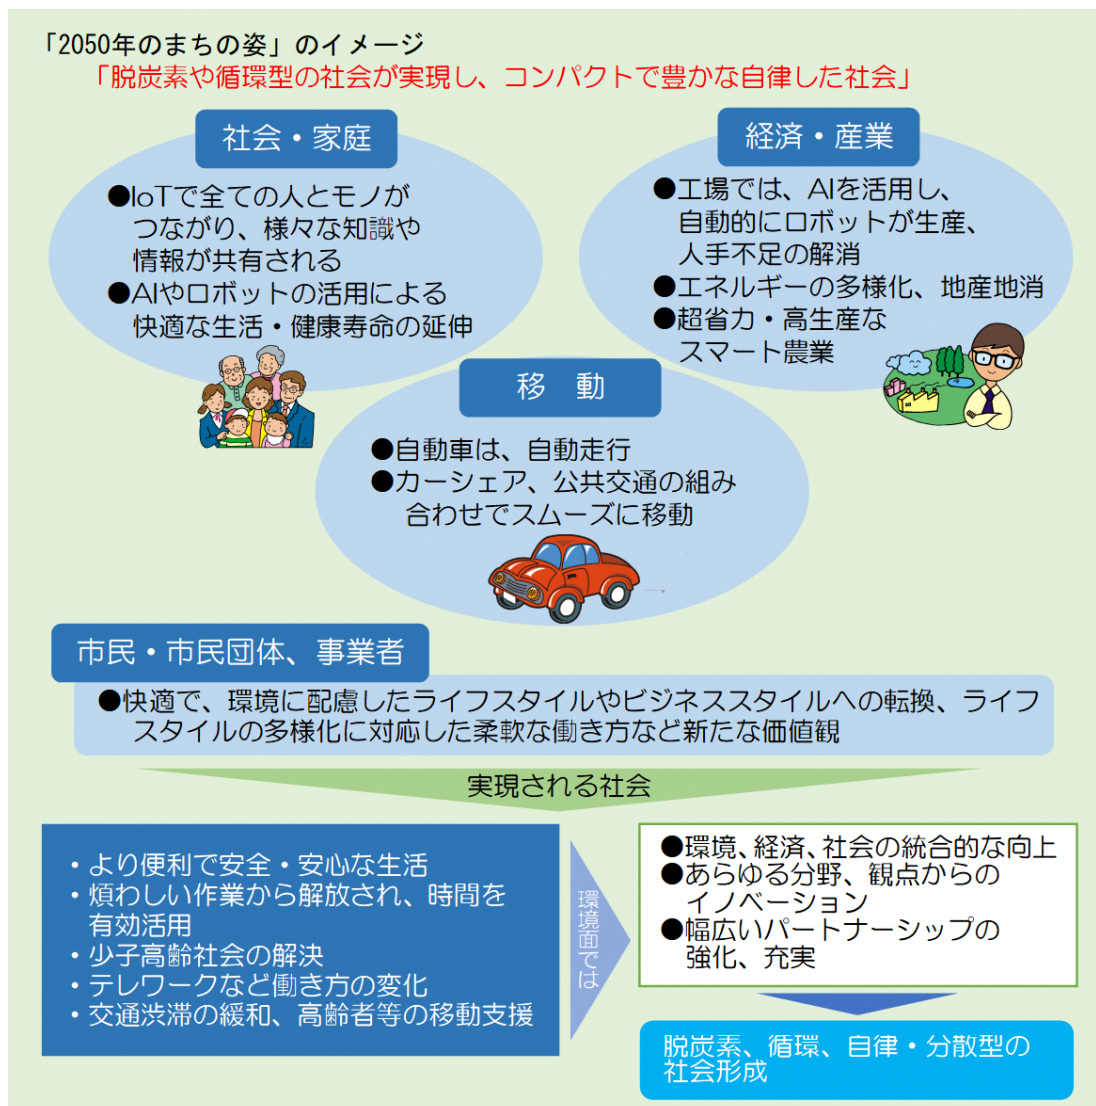 「2050年のまちの姿」のイメージ
「脱炭素や循環型の社会が実現し、コンパクトで豊かな自律した社会」
社会・家庭
●IoTで全ての人とモノが
つながり、様々な知識や
情報が共有される
●AIやロボットの活用による
快適な生活・健康寿命の延伸
経済・産業
●工場では、AIを活用し、
自動的にロボットが生産、
人手不足の解消
●エネルギーの多様化、地産地消
●超省力・高生産な
スマート農業
移 動
●自動車は、自動走行
●カーシェア、公共交通の組み
合わせでスムーズに移動
市民・市民団体、事業者
●快適で、環境に配慮したライフスタイルやビジネススタイルへの転換、ライフ
スタイルの多様化に対応した柔軟な働き方など新たな価値観
実現される社会
・より便利で安全・安心な生活
・煩わしい作業から解放され、時間を
有効活用
・少子高齢社会の解決
・テレワークなど働き方の変化
・交通渋滞の緩和、高齢者等の移動支援
環境面では
●環境、経済、社会の統合的な向上
●あらゆる分野、観点からの
イノベーション
●幅広いパートナーシップの
強化、充実
脱炭素、循環、自律・分散型の
社会形成